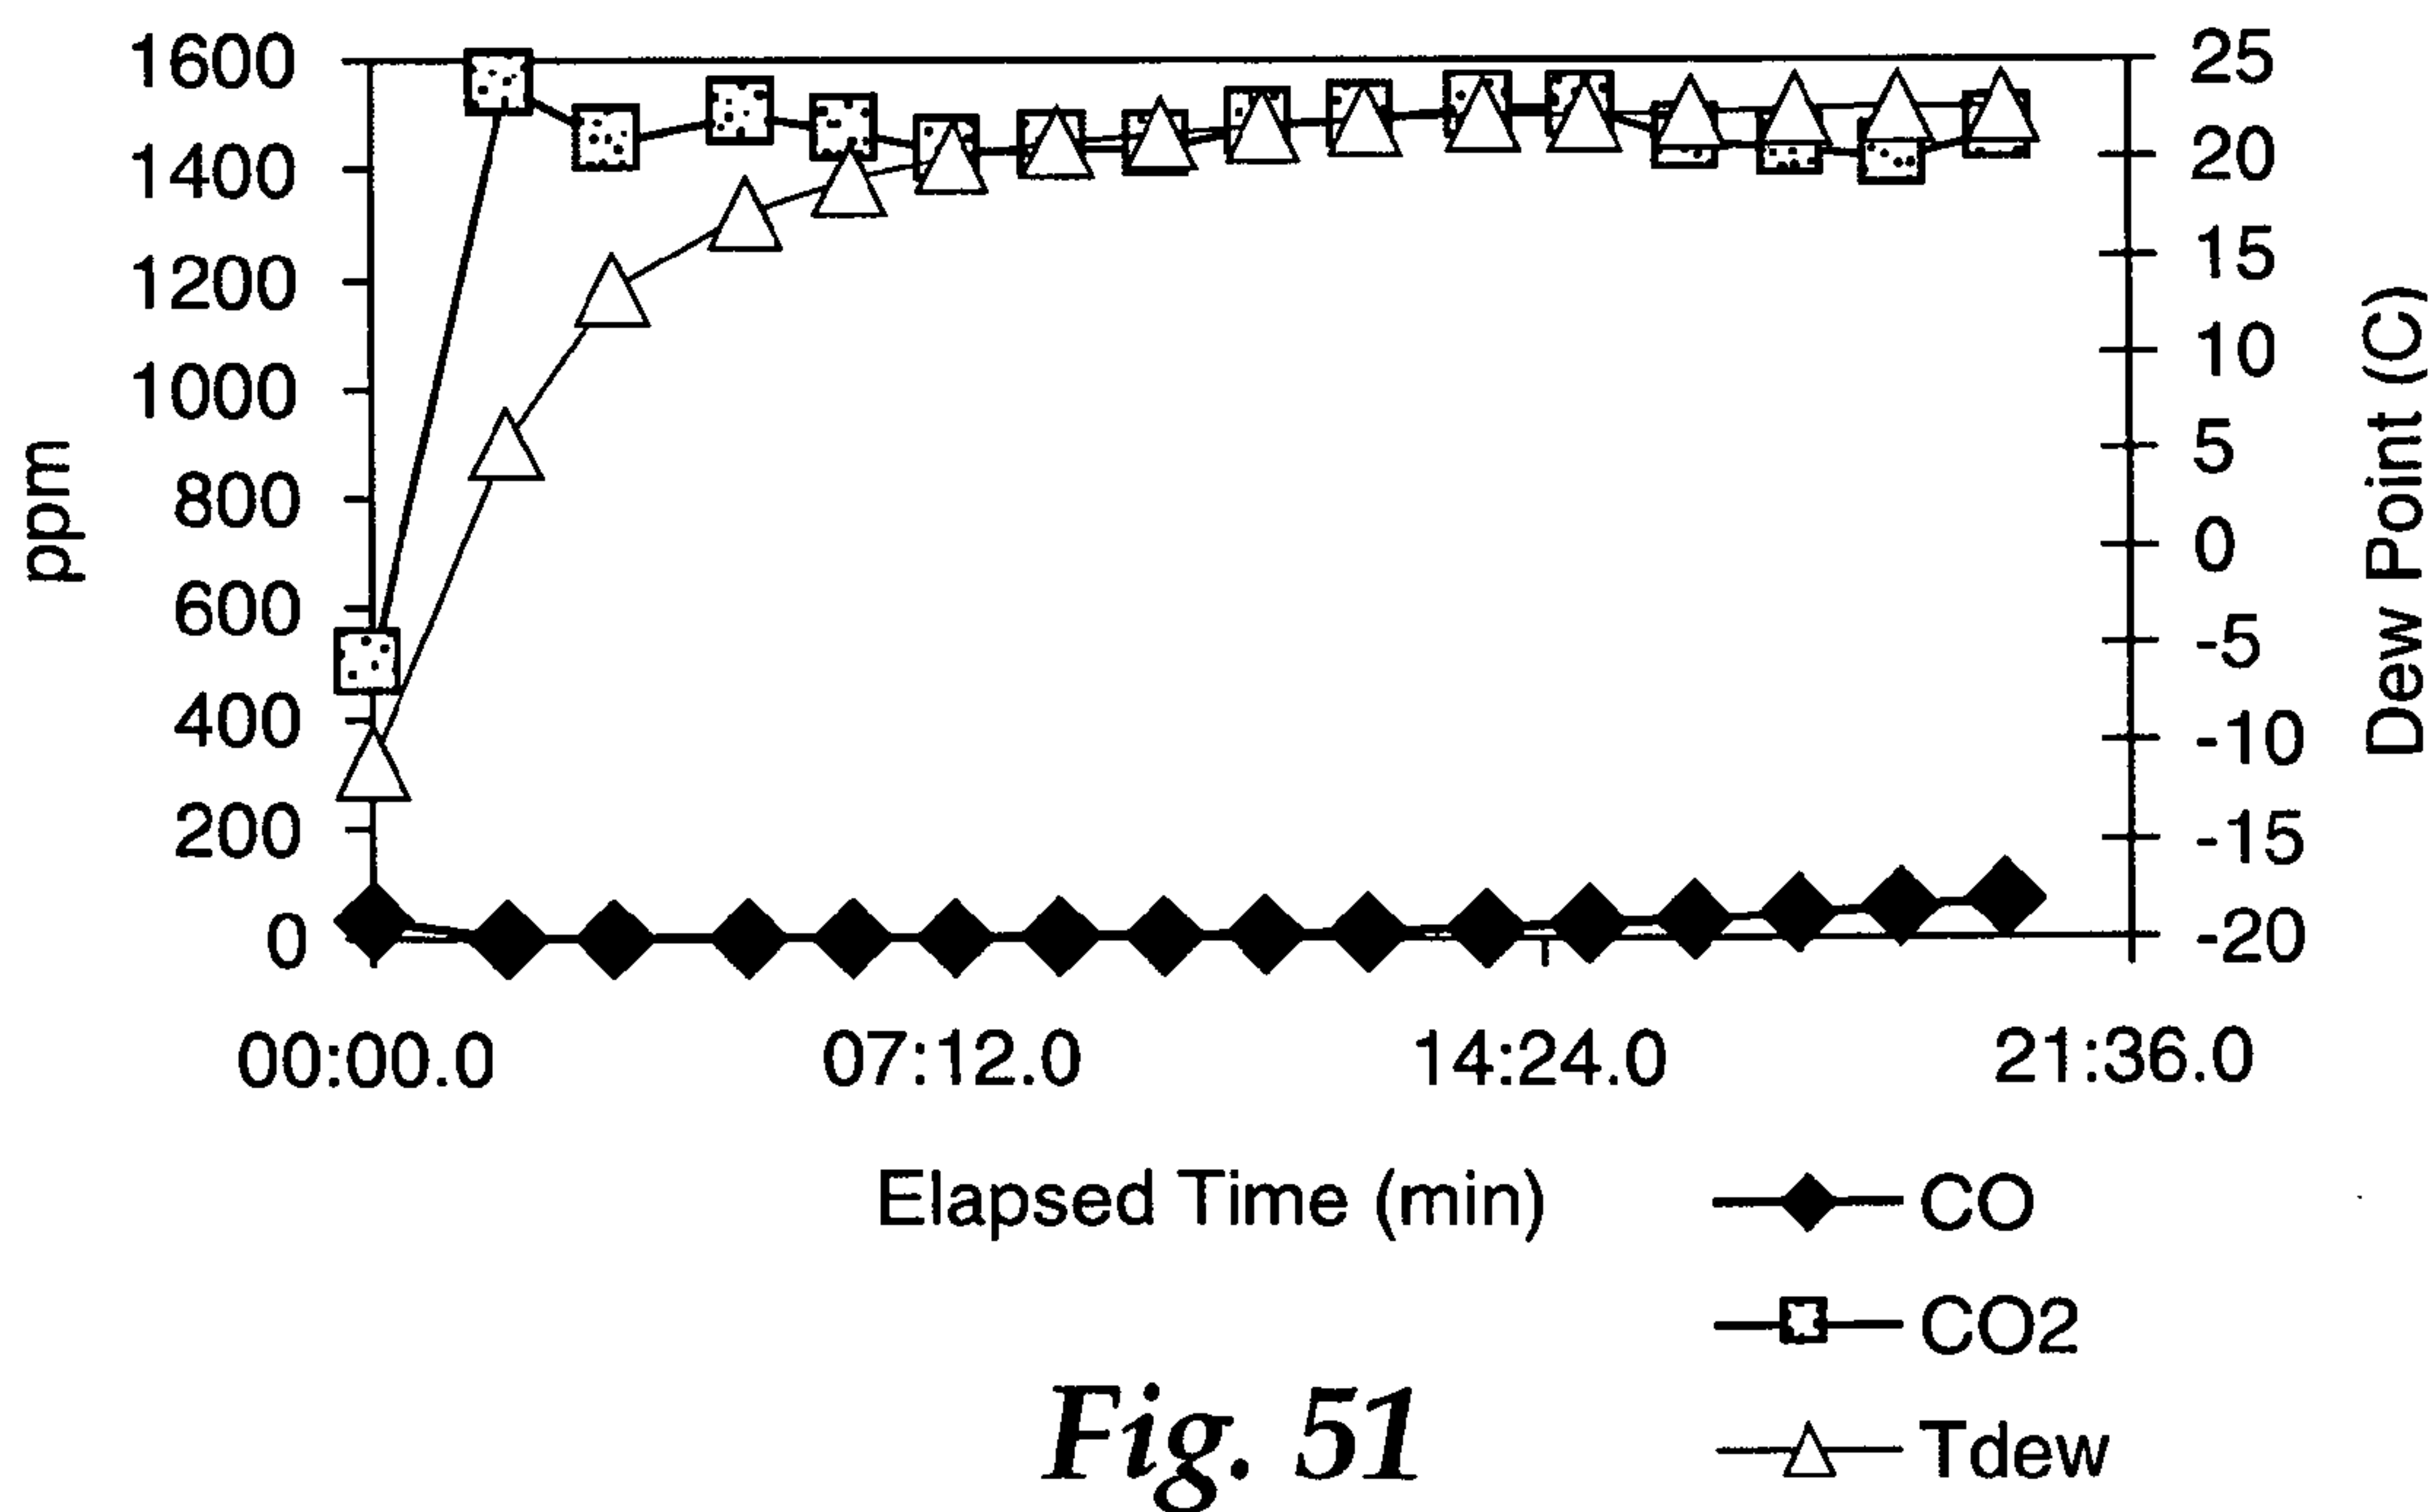 1600
1400
1200
1000
800
600
400
200
0
ppm
25
20
15
10
5
0
-5
-10
-15
-20
Dew Point (C)
00:00.0 07:12.0 14:24.0 21:36.0
Elapsed Time (min)
CO
CO2
Tdew
Fig. 51